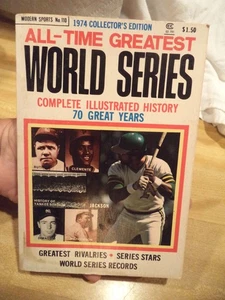 MODERN SPORTS No. 110
1974 COLLECTOR'S EDITION
$1.50
ALL-TIME GREATEST
WORLD SERIES
COMPLETE ILLUSTRATED HISTORY
70 GREAT YEARS
CLEMENTE
JACKSON
GREATEST RIVALRIES • SERIES STARS
WORLD SERIES RECORDS